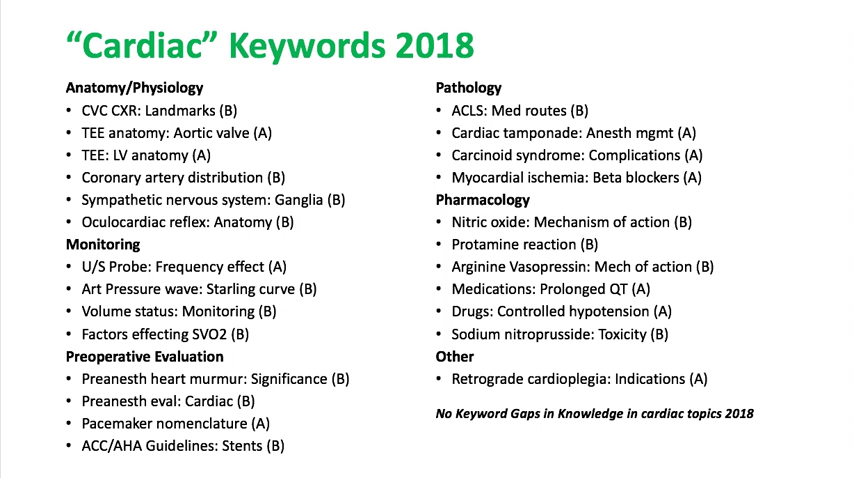 “Cardiac” Keywords 2018
Anatomy/Physiology
• CVC CXR: Landmarks (B)
• TEE anatomy: Aortic valve (A)
• TEE: LV anatomy (A)
• Coronary artery distribution (B)
• Sympathetic nervous system: Ganglia (B)
• Oculocardiac reflex: Anatomy (B)
Monitoring
• U/S Probe: Frequency effect (A)
• Art Pressure wave: Starling curve (B)
• Volume status: Monitoring (B)
• Factors effecting SVO2 (B)
Preoperative Evaluation
• Preanesth heart murmur: Significance (B)
• Preanesth eval: Cardiac (B)
• Pacemaker nomenclature (A)
• ACC/AHA Guidelines: Stents (B)
Pathology
• ACLS: Med routes (B)
• Cardiac tamponade: Anesth mgmt (A)
• Carcinoid syndrome: Complications (A)
• Myocardial ischemia: Beta blockers (A)
Pharmacology
• Nitric oxide: Mechanism of action (B)
• Protamine reaction (B)
• Arginine Vasopressin: Mech of action (B)
• Medications: Prolonged QT (A)
• Drugs: Controlled hypotension (A)
• Sodium nitroprusside: Toxicity (B)
Other
• Retrograde cardioplegia: Indications (A)
No Keyword Gaps in Knowledge in cardiac topics 2018